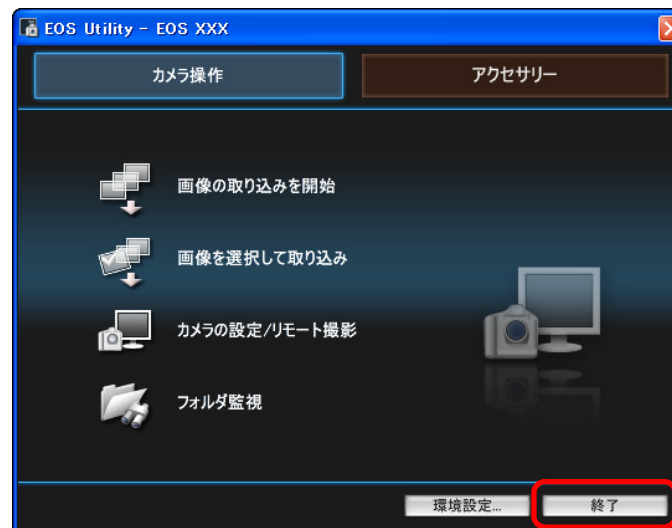 EOS Utility - EOS XXX
カメラ操作
アクセサリー
画像の取り込みを開始
画像を選択して取り込み
カメラの設定/リモート撮影
フォルダ監視
環境設定...
終了